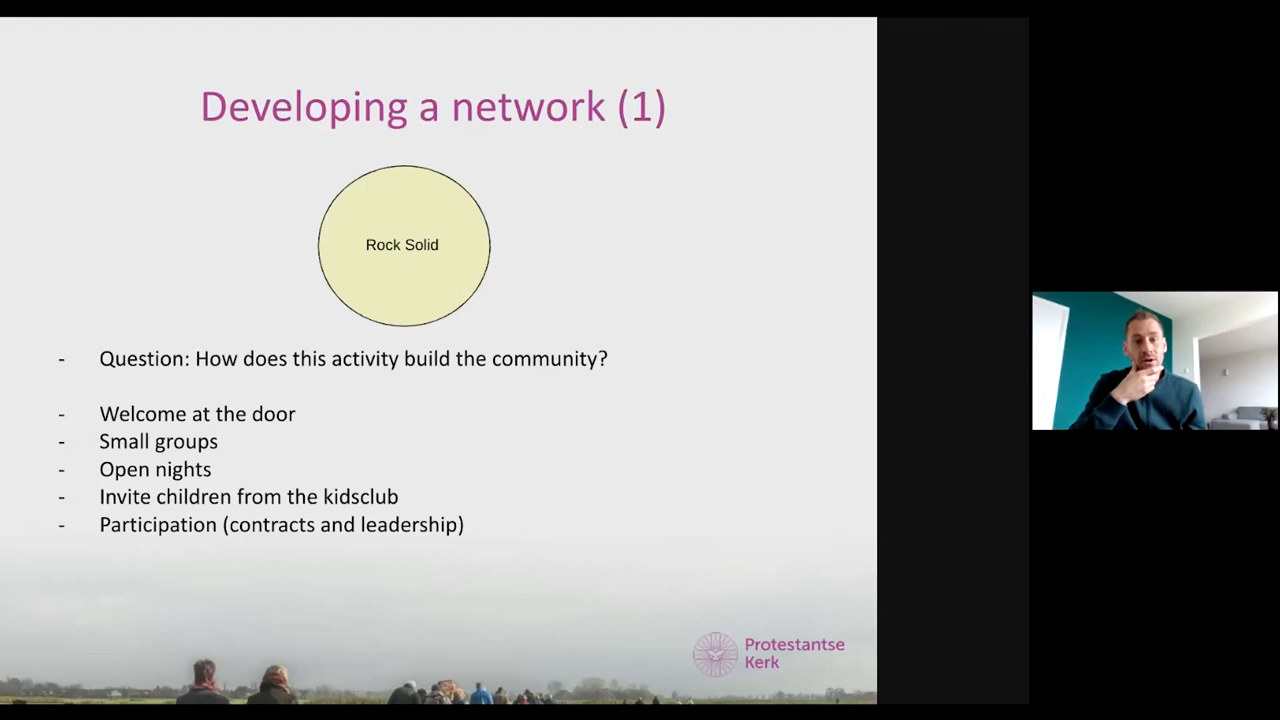 Developing a network (1)
Rock Solid
- Question: How does this activity build the community?
- Welcome at the door
- Small groups
- Open nights
- Invite children from the kidsclub
- Participation (contracts and leadership)
Protestantse
Kerk